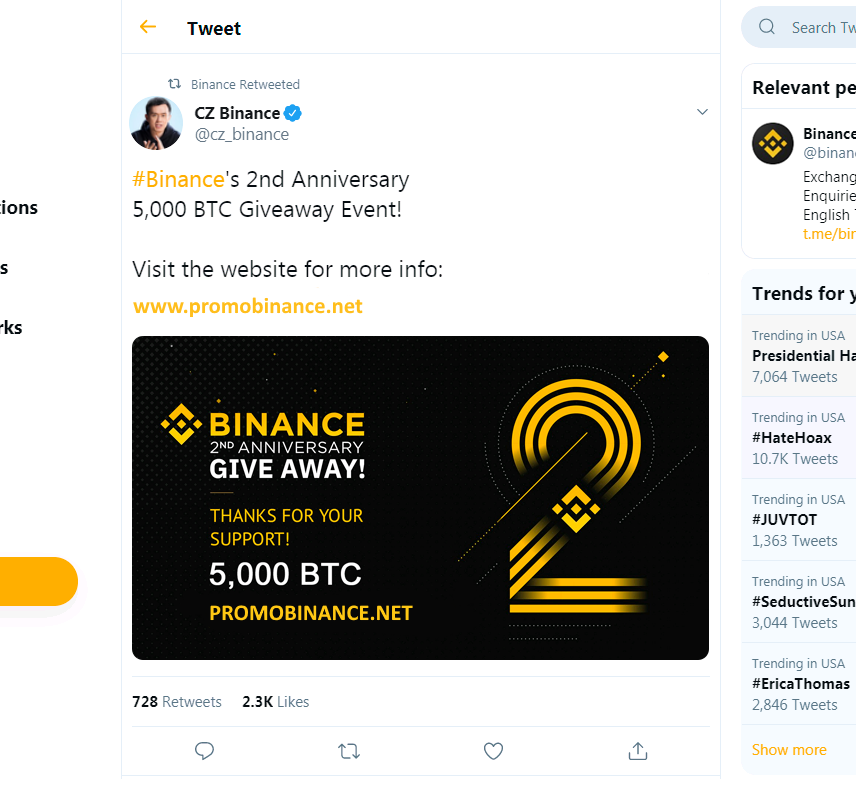 Tweet
Binance Retweeted
CZ Binance
@cz_binance
#Binance's 2nd Anniversary
5,000 BTC Giveaway Event!
Visit the website for more info:
www.promobinance.net
BINANCE
2ND ANNIVERSARY
GIVE AWAY!
THANKS FOR YOUR
SUPPORT!
5,000 BTC
PROMOBINANCE.NET
728 Retweets 2.3K Likes
ions
s
rks
Search Tw
Relevant pe
Binance
@binan
Exchang
Enquirie
English
t.me/bin
Trends for y
Trending in USA
Presidential Ha
7,064 Tweets
Trending in USA
#HateHoax
10.7K Tweets
Trending in USA
#JUVTOT
1,363 Tweets
Trending in USA
#SeductiveSun
3,044 Tweets
Trending in USA
#EricaThomas
2,846 Tweets
Show more